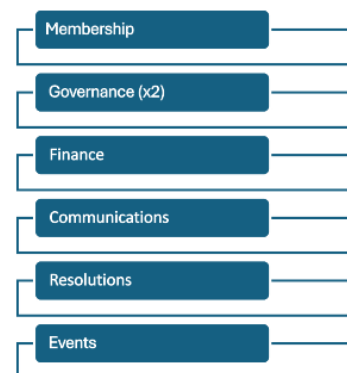 Membership
Governance (x2)
Finance
Communications
Resolutions
Events